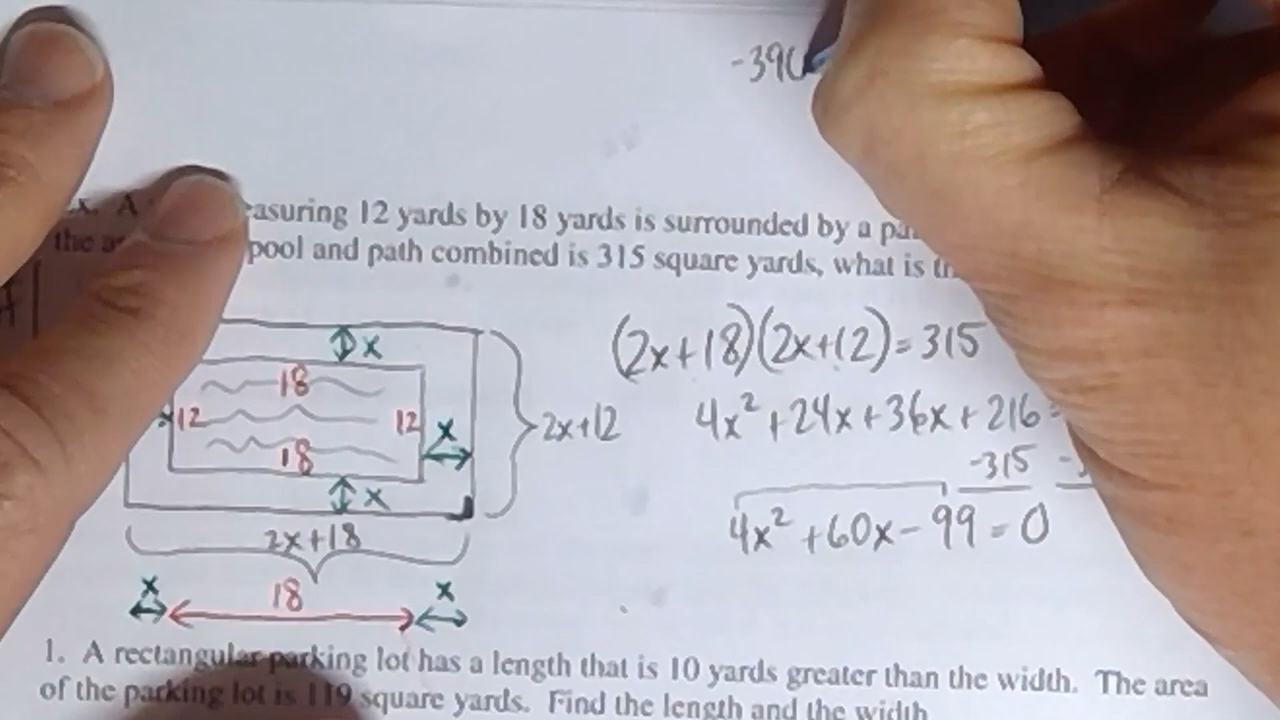 -390
easuring 12 yards by 18 yards is surrounded by a
pool and path combined is 315 square yards, what is
(2x+18)(2x+12)=315
4x² +24x+36x+216
-315
4x² +60x-99=0
x
18
12
12
x
18
x
2x+12
2x+18
x
18
x
1. A rectangular parking lot has a length that is 10 yards greater than the width. The area
of the parking lot is 119 square yards. Find the length and the width